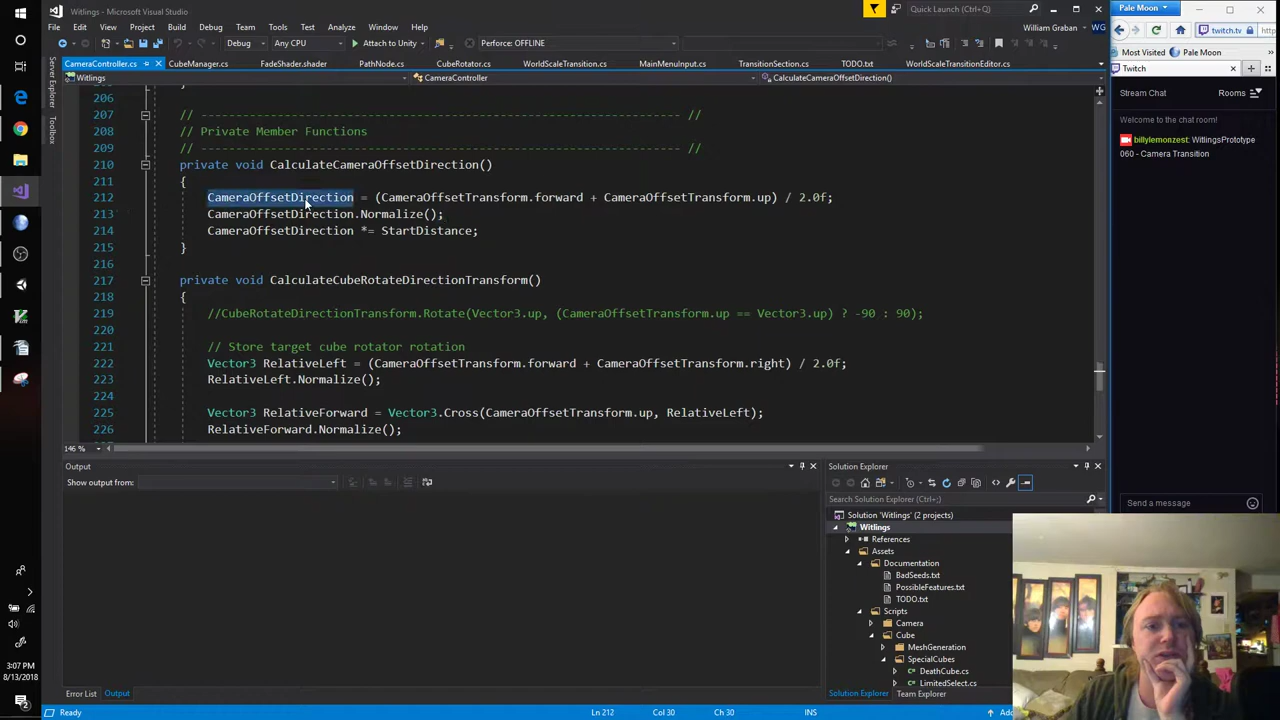 Witlings - Microsoft Visual Studio
Quick Launch (Ctrl+Q)
File Edit View Project Build Debug Team Tools Test Analyze Window Help
William Graban WG
Debug Any CPU Attach to Unity Perforce: OFFLINE
CameraController.cs CubeManager.cs FadeShader.shader PathNode.cs CubeRotator.cs WorldScaleTransition.cs MainMenuInput.cs TransitionSection.cs TODO.txt WorldScaleTransitionEditor.cs
Witlings CameraController CalculateCameraOffsetDirection()
Server Explorer
Toolbox
206
207 // --------------------------------------------------------------------- //
208 // Private Member Functions
209 // --------------------------------------------------------------------- //
210 private void CalculateCameraOffsetDirection()
211 {
212 CameraOffsetDirection = (CameraOffsetTransform.forward + CameraOffsetTransform.up) / 2.0f;
213 CameraOffsetDirection.Normalize();
214 CameraOffsetDirection *= StartDistance;
215 }
216
217 private void CalculateCubeRotateDirectionTransform()
218 {
219 //CubeRotateDirectionTransform.Rotate(Vector3.up, (CameraOffsetTransform.up == Vector3.up) ? -90 : 90);
220
221 // Store target cube rotator rotation
222 Vector3 RelativeLeft = (CameraOffsetTransform.forward + CameraOffsetTransform.right) / 2.0f;
223 RelativeLeft.Normalize();
224
225 Vector3 RelativeForward = Vector3.Cross(CameraOffsetTransform.up, RelativeLeft);
226 RelativeForward.Normalize();
146 %
Output
Show output from:
Error List Output
Solution Explorer
Search Solution Explorer (Ctrl+;)
Solution 'Witlings' (2 projects)
Witlings
References
Assets
Documentation
BadSeeds.txt
PossibleFeatures.txt
TODO.txt
Scripts
Camera
Cube
MeshGeneration
SpecialCubes
DeathCube.cs
LimitedSelect.cs
Solution Explorer Team Explorer
Ready Ln 212 Col 30 Ch 30 INS
3:07 PM
8/13/2018
Pale Moon
twitch.tv
Most Visited Pale Moon
Twitch
Stream Chat Rooms
Welcome to the chat room!
billylemonzest: WitlingsPrototype
060 - Camera Transition
Send a message